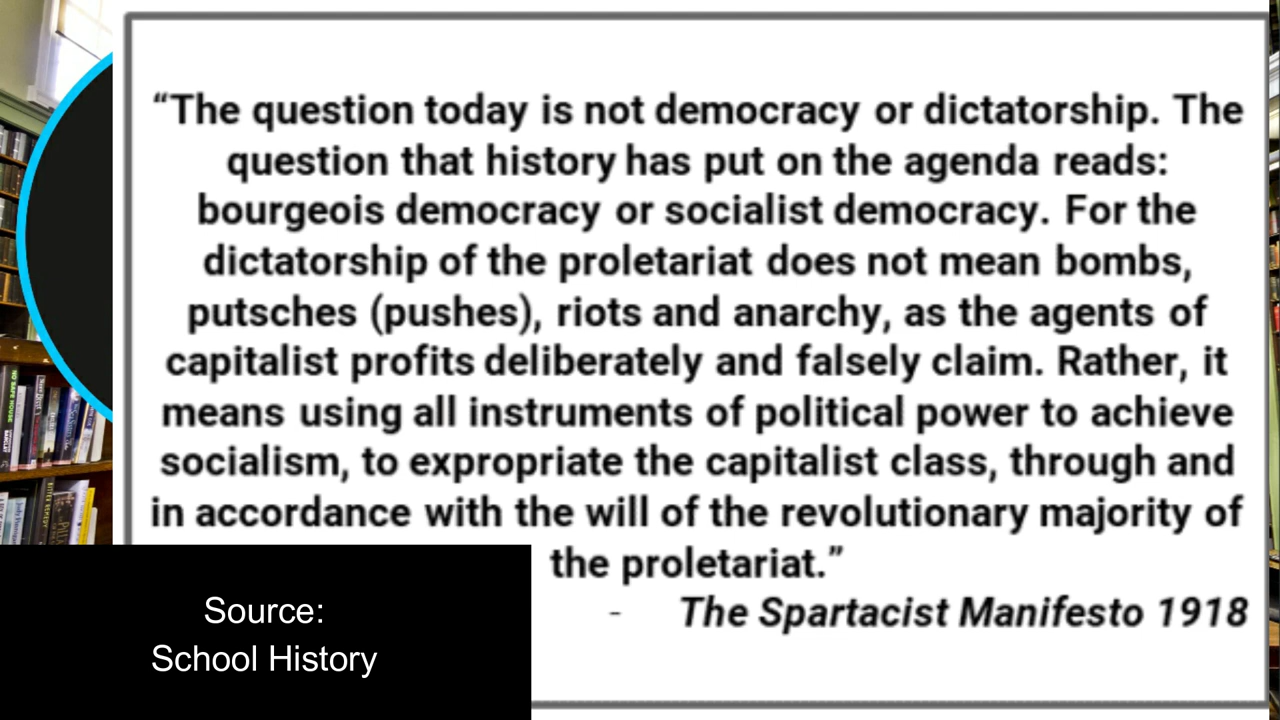 “The question today is not democracy or dictatorship. The
question that history has put on the agenda reads:
bourgeois democracy or socialist democracy. For the
dictatorship of the proletariat does not mean bombs,
putsches (pushes), riots and anarchy, as the agents of
capitalist profits deliberately and falsely claim. Rather, it
means using all instruments of political power to achieve
socialism, to expropriate the capitalist class, through and
in accordance with the will of the revolutionary majority of
the proletariat.”
- The Spartacist Manifesto 1918
Source:
School History